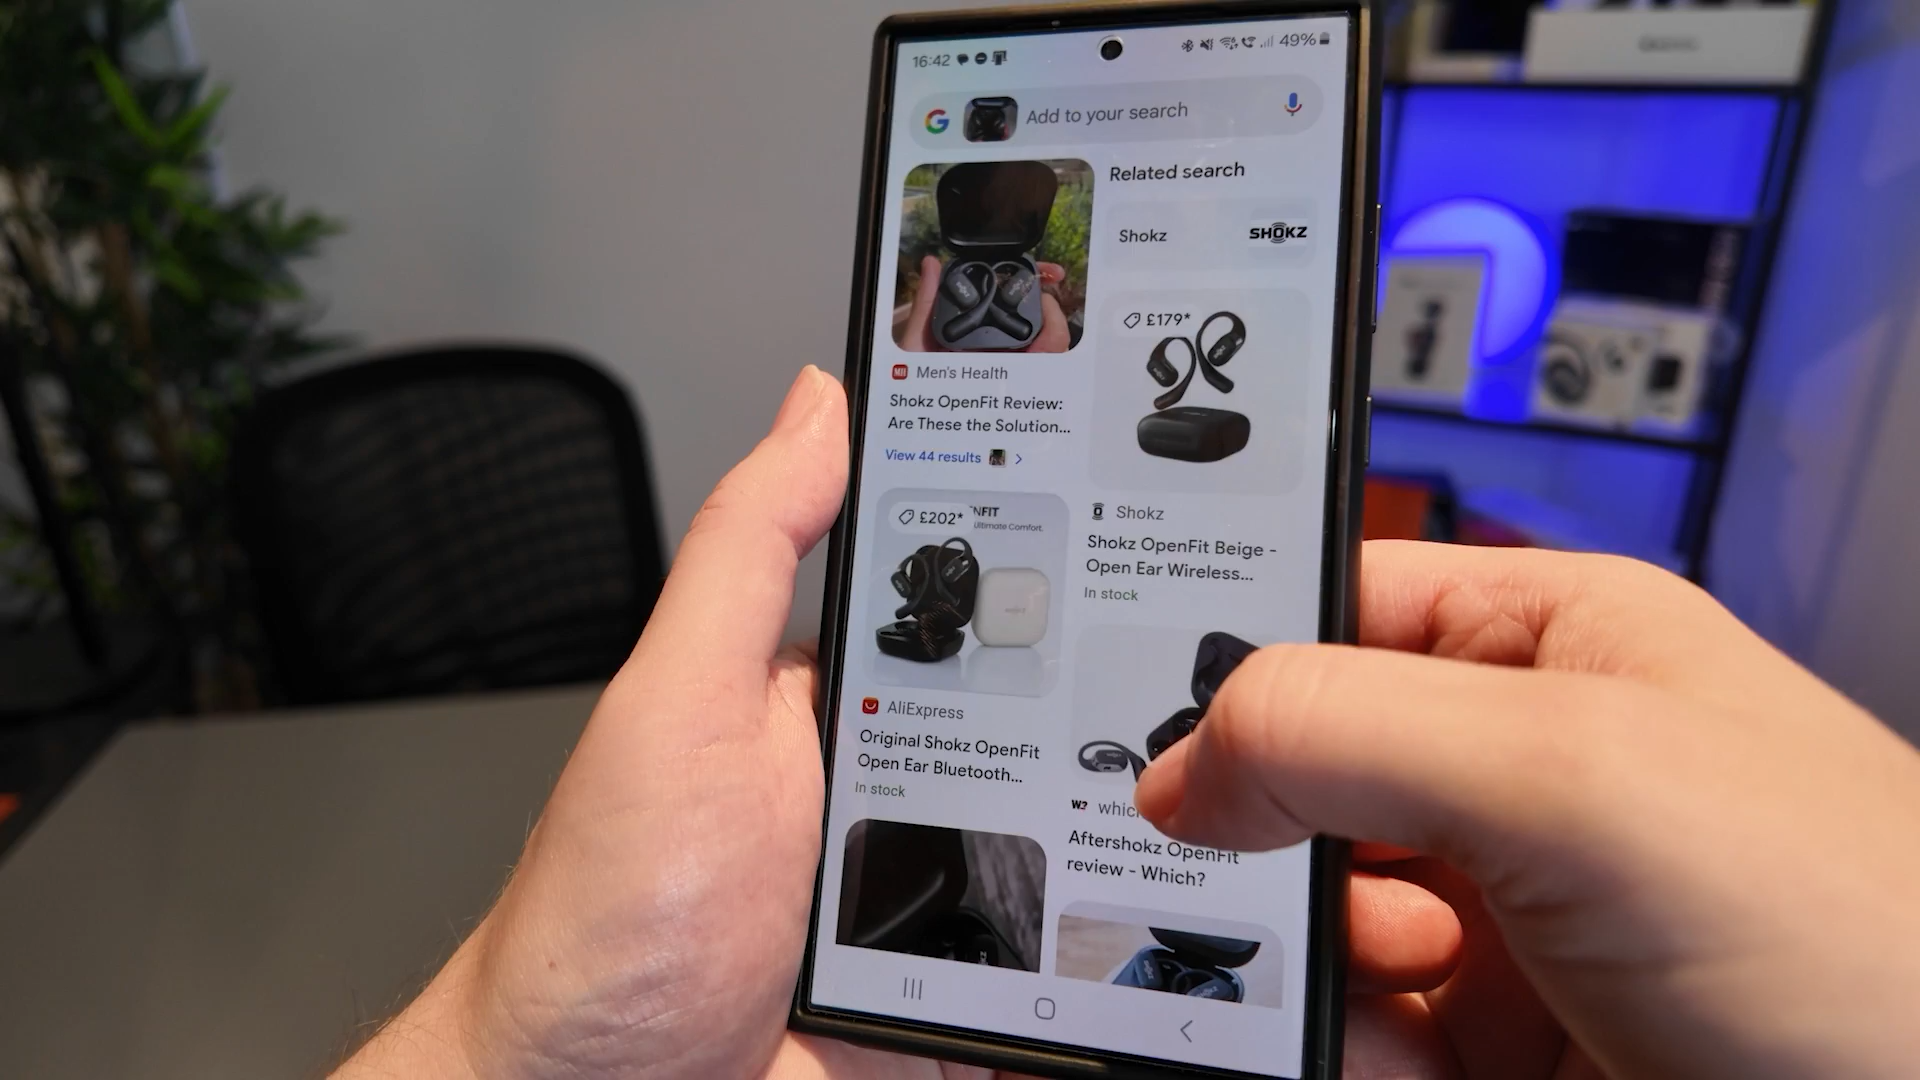 16:42
49%
Add to your search
Related search
Shokz
SHOKZ
£179*
Men's Health
Shokz OpenFit Review:
Are These the Solution...
View 44 results
Shokz
Shokz OpenFit Beige -
Open Ear Wireless...
In stock
£202*
NFIT
Ultimate Comfort.
AliExpress
Original Shokz OpenFit
Open Ear Bluetooth...
In stock
W?
whic
Aftershokz OpenFit
review - Which?